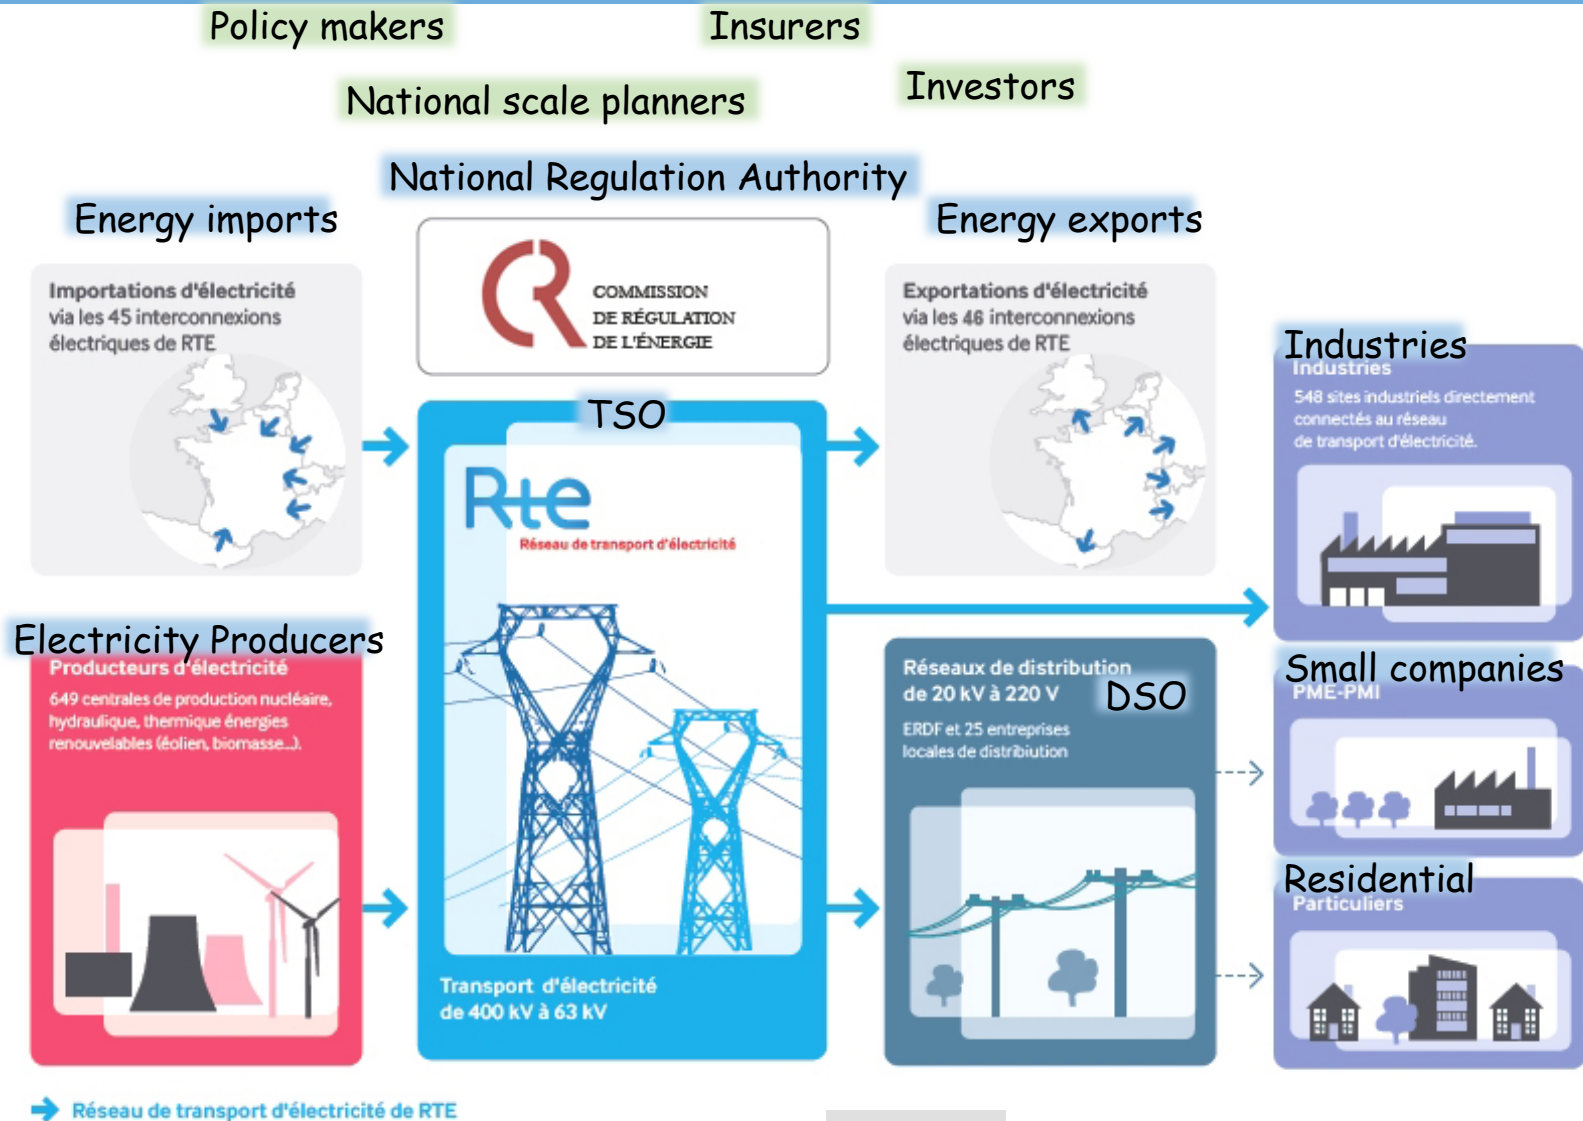 Policy makers
Insurers
National scale planners
Investors
National Regulation Authority
Energy imports
Energy exports
Importations d'électricité
via les 45 interconnexions
électriques de RTE
CR
COMMISSION
DE RÉGULATION
DE L'ÉNERGIE
Exportations d'électricité
via les 46 interconnexions
électriques de RTE
Industries
Industries
548 sites industriels directement
connectés au réseau
de transport d'électricité.
TSO
Rte
Réseau de transport d'électricité
Electricity Producers
Producteurs d'électricité
649 centrales de production nucléaire,
hydraulique, thermique énergies
renouvelables (éolien, biomasse...).
Transport d'électricité
de 400 kV à 63 kV
Réseaux de distribution
de 20 kV à 220 V
DSO
ERDF et 25 entreprises
locales de distribiution
Small companies
PME-PMI
Residential
Particuliers
Réseau de transport d'électricité de RTE